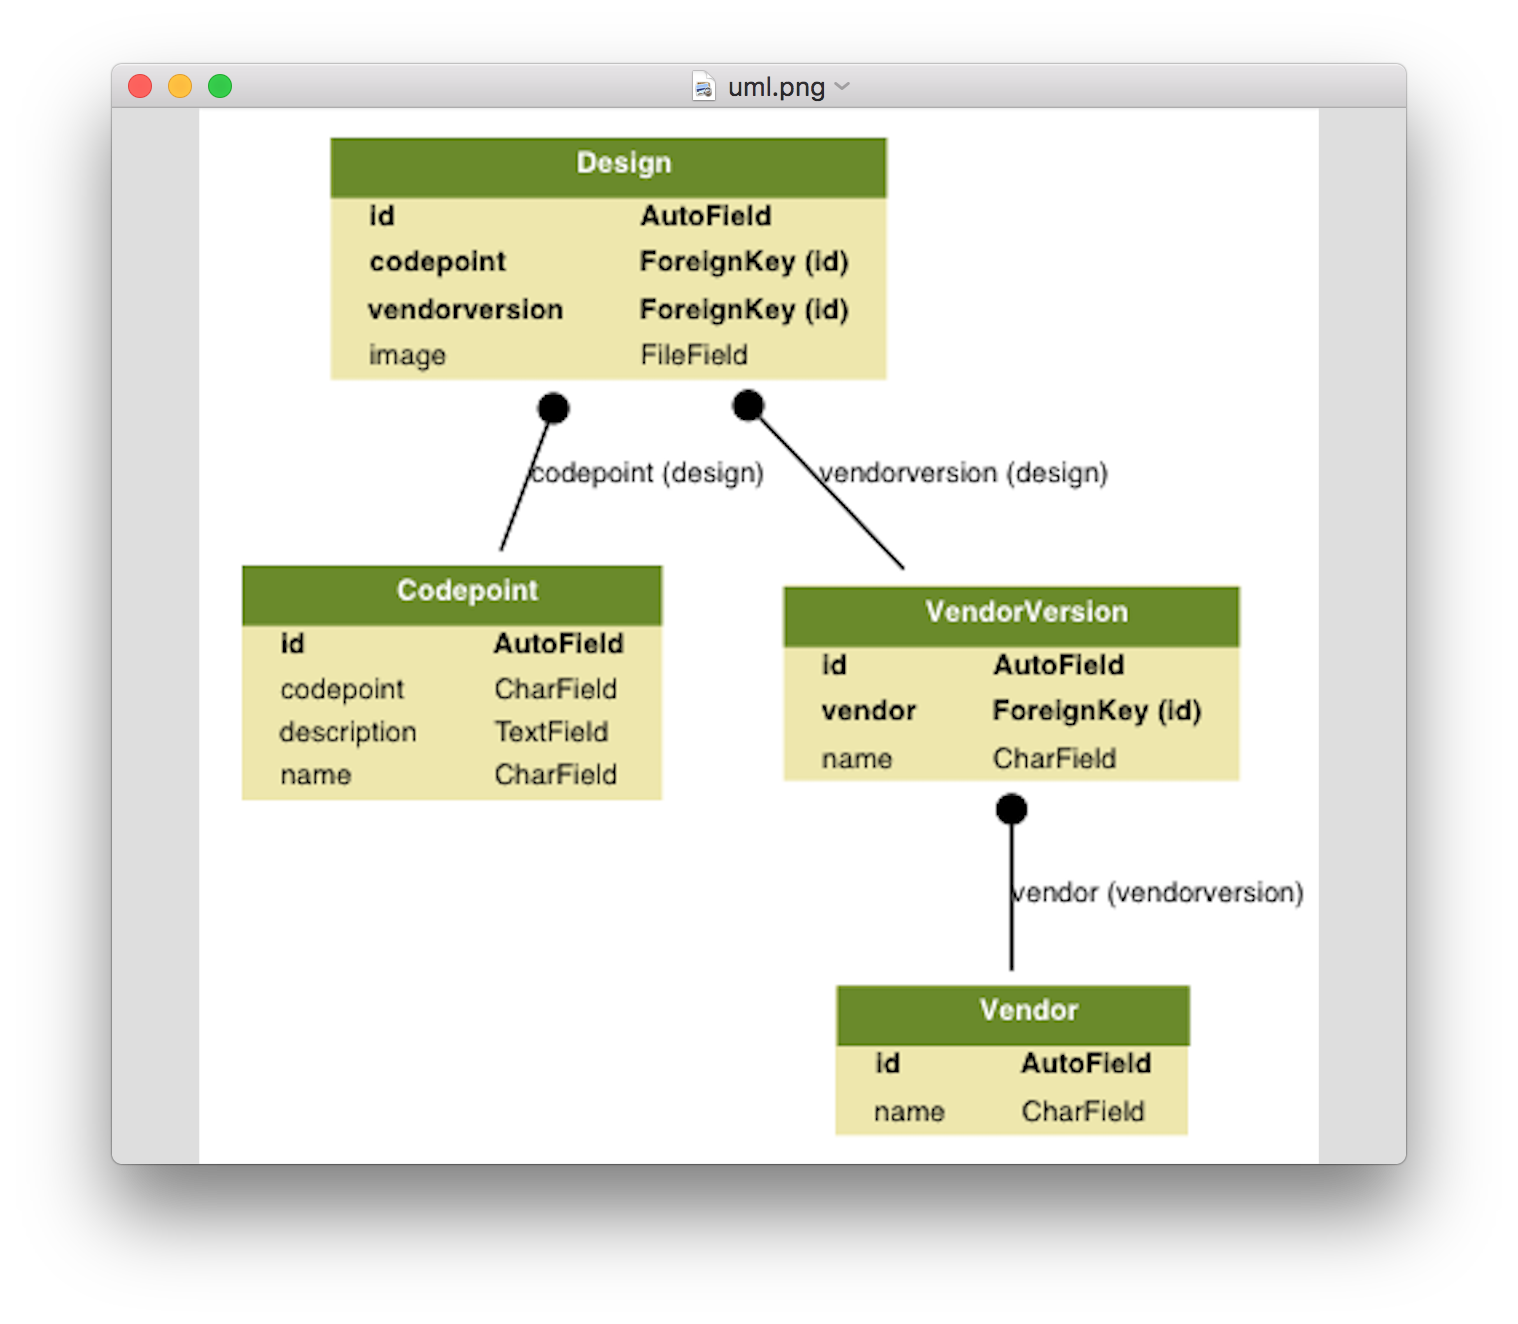 uml.png
Design
id AutoField
codepoint ForeignKey (id)
vendorversion ForeignKey (id)
image FileField
codepoint (design)
vendorversion (design)
Codepoint
id AutoField
codepoint CharField
description TextField
name CharField
VendorVersion
id AutoField
vendor ForeignKey (id)
name CharField
vendor (vendorversion)
Vendor
id AutoField
name CharField